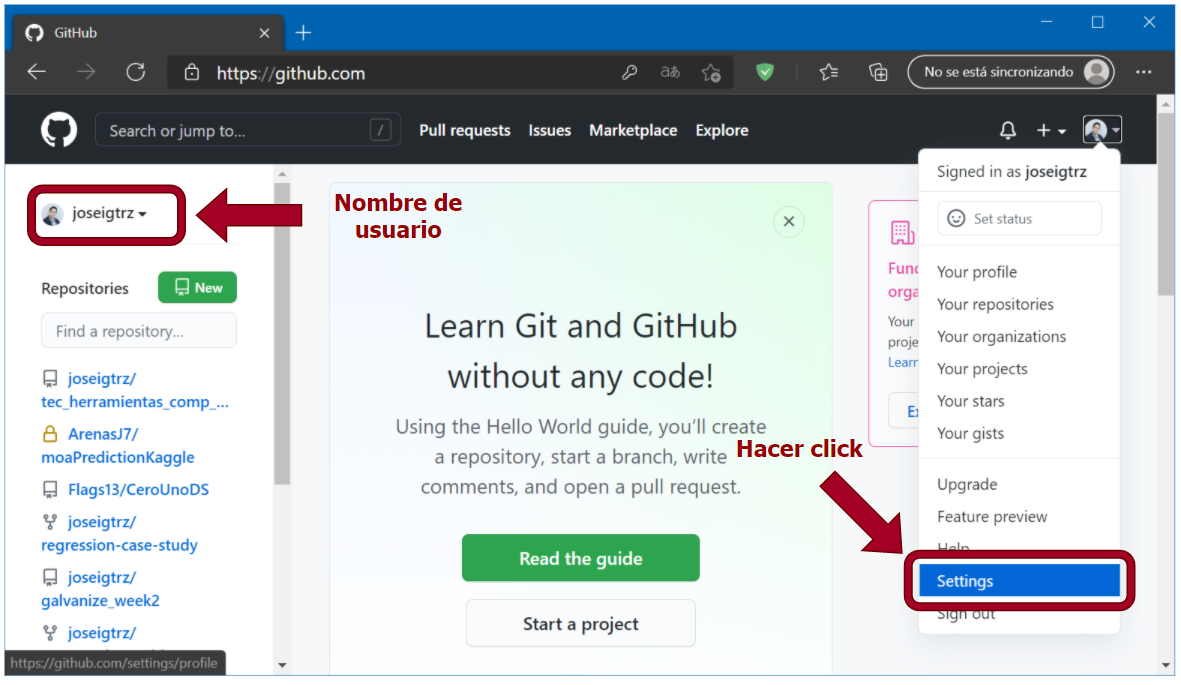 GitHub
https://github.com
No se está sincronizando
Search or jump to...
/
Pull requests
Issues
Marketplace
Explore
joseigtrz
Nombre de
usuario
Repositories
New
Find a repository...
joseigtrz/
tec_herramientas_comp_...
ArenasJ7/
moaPredictionKaggle
Flags13/CeroUnoDS
joseigtrz/
regression-case-study
joseigtrz/
galvanize_week2
joseigtrz/
https://github.com/settings/profile
Learn Git and GitHub
without any code!
Using the Hello World guide, you’ll create
a repository, start a branch, write
comments, and open a pull request.
Read the guide
Start a project
Your
Learn
Hacer click
Signed in as joseigtrz
Set status
Your profile
Your repositories
Your organizations
Your projects
Your stars
Your gists
Upgrade
Feature preview
Help
Settings
Sign out